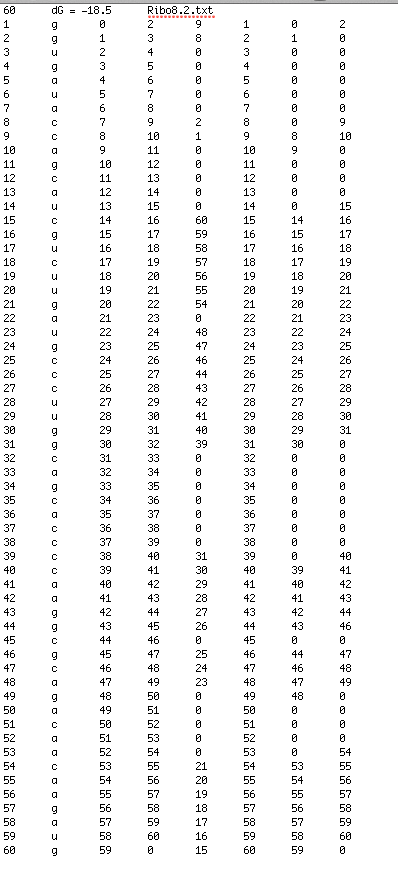 60 dG = -18.5 Ribo8.2.txt
1 g 0 2 9 1 0 2
2 g 1 3 8 2 1 0
3 u 2 4 0 3 0 0
4 g 3 5 0 4 0 0
5 a 4 6 0 5 0 0
6 u 5 7 0 6 0 0
7 a 6 8 0 7 0 0
8 c 7 9 2 8 0 9
9 c 8 10 1 9 8 10
10 a 9 11 0 10 9 0
11 g 10 12 0 11 0 0
12 c 11 13 0 12 0 0
13 a 12 14 0 13 0 0
14 u 13 15 0 14 0 15
15 c 14 16 60 15 14 16
16 g 15 17 59 16 15 17
17 u 16 18 58 17 16 18
18 c 17 19 57 18 17 19
19 u 18 20 56 19 18 20
20 u 19 21 55 20 19 21
21 g 20 22 54 21 20 22
22 a 21 23 0 22 21 23
23 u 22 24 48 23 22 24
24 g 23 25 47 24 23 25
25 c 24 26 46 25 24 26
26 c 25 27 44 26 25 27
27 c 26 28 43 27 26 28
28 u 27 29 42 28 27 29
29 u 28 30 41 29 28 30
30 g 29 31 40 30 29 31
31 g 30 32 39 31 30 0
32 c 31 33 0 32 0 0
33 a 32 34 0 33 0 0
34 g 33 35 0 34 0 0
35 c 34 36 0 35 0 0
36 a 35 37 0 36 0 0
37 c 36 38 0 37 0 0
38 c 37 39 0 38 0 0
39 c 38 40 31 39 0 40
40 c 39 41 30 40 39 41
41 a 40 42 29 41 40 42
42 a 41 43 28 42 41 43
43 g 42 44 27 43 42 44
44 g 43 45 26 44 43 46
45 c 44 46 0 45 0 0
46 g 45 47 25 46 44 47
47 c 46 48 24 47 46 48
48 a 47 49 23 48 47 49
49 g 48 50 0 49 48 0
50 a 49 51 0 50 0 0
51 c 50 52 0 51 0 0
52 a 51 53 0 52 0 0
53 a 52 54 0 53 0 54
54 c 53 55 21 54 53 55
55 a 54 56 20 55 54 56
56 a 55 57 19 56 55 57
57 g 56 58 18 57 56 58
58 a 57 59 17 58 57 59
59 u 58 60 16 59 58 60
60 g 59 0 15 60 59 0